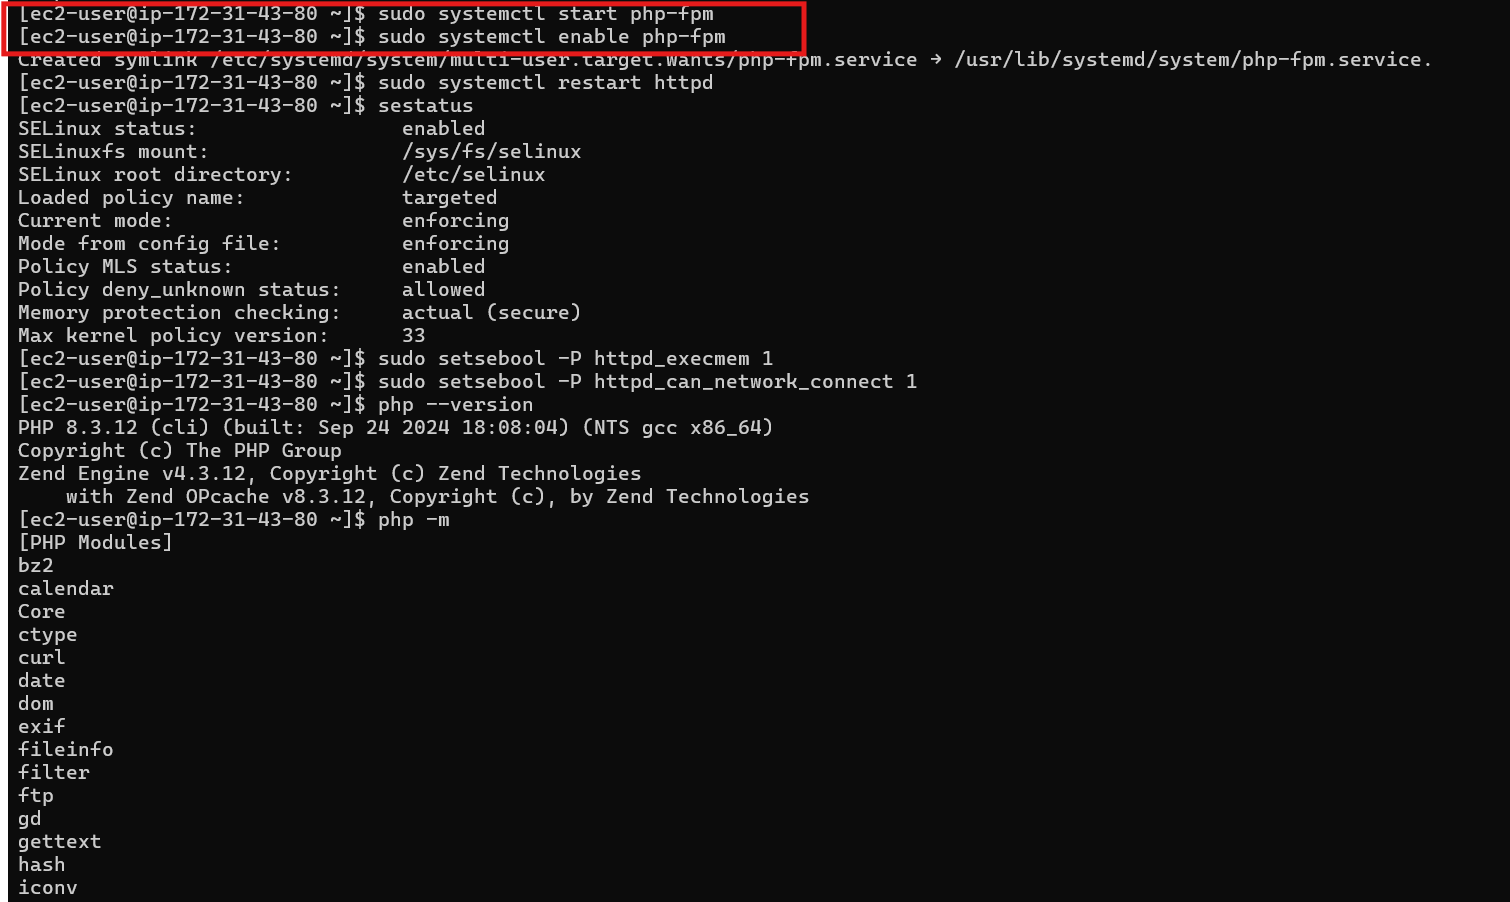 [ec2-user@ip-172-31-43-80 ~]$ sudo systemctl start php-fpm
[ec2-user@ip-172-31-43-80 ~]$ sudo systemctl enable php-fpm
Created symlink /etc/systemd/system/multi-user.target.wants/php-fpm.service → /usr/lib/systemd/system/php-fpm.service.
[ec2-user@ip-172-31-43-80 ~]$ sudo systemctl restart httpd
[ec2-user@ip-172-31-43-80 ~]$ sestatus
SELinux status:                 enabled
SELinuxfs mount:                /sys/fs/selinux
SELinux root directory:         /etc/selinux
Loaded policy name:             targeted
Current mode:                   enforcing
Mode from config file:          enforcing
Policy MLS status:              enabled
Policy deny_unknown status:     allowed
Memory protection checking:     actual (secure)
Max kernel policy version:      33
[ec2-user@ip-172-31-43-80 ~]$ sudo setsebool -P httpd_execmem 1
[ec2-user@ip-172-31-43-80 ~]$ sudo setsebool -P httpd_can_network_connect 1
[ec2-user@ip-172-31-43-80 ~]$ php --version
PHP 8.3.12 (cli) (built: Sep 24 2024 18:08:04) (NTS gcc x86_64)
Copyright (c) The PHP Group
Zend Engine v4.3.12, Copyright (c) Zend Technologies
    with Zend OPcache v8.3.12, Copyright (c), by Zend Technologies
[ec2-user@ip-172-31-43-80 ~]$ php -m
[PHP Modules]
bz2
calendar
Core
ctype
curl
date
dom
exif
fileinfo
filter
ftp
gd
gettext
hash
iconv